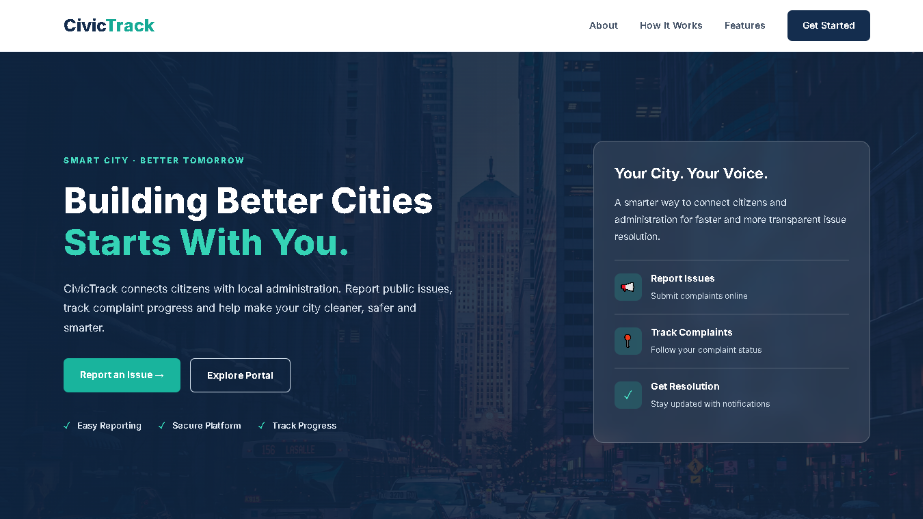 CivicTrack
About
How It Works
Features
Get Started
SMART CITY · BETTER TOMORROW
Building Better Cities
Starts With You.
CivicTrack connects citizens with local administration. Report public issues,
track complaint progress and help make your city cleaner, safer and
smarter.
Report an Issue →
Explore Portal
✓ Easy Reporting
✓ Secure Platform
✓ Track Progress
Your City. Your Voice.
A smarter way to connect citizens and
administration for faster and more transparent issue
resolution.
Report Issues
Submit complaints online
Track Complaints
Follow your complaint status
Get Resolution
Stay updated with notifications
156 LASALLE